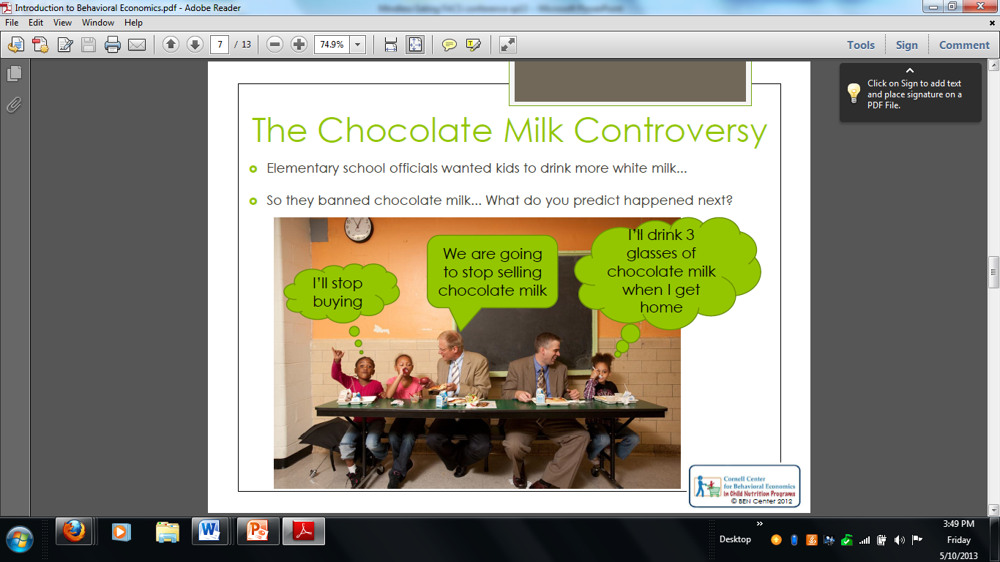 Introduction to Behavioral Economics.pdf - Adobe Reader
File Edit View Window Help
7 / 13 74.9% Tools Sign Comment
Click on Sign to add text
and place signature on a
PDF File.
The Chocolate Milk Controversy
Elementary school officials wanted kids to drink more white milk...
So they banned chocolate milk... What do you predict happened next?
I'll stop
buying
We are going
to stop selling
chocolate milk
I'll drink 3
glasses of
chocolate milk
when I get
home
Cornell Center
for Behavioral Economics
in Child Nutrition Programs
© BEN Center 2012
Desktop
3:49 PM
Friday
5/10/2013